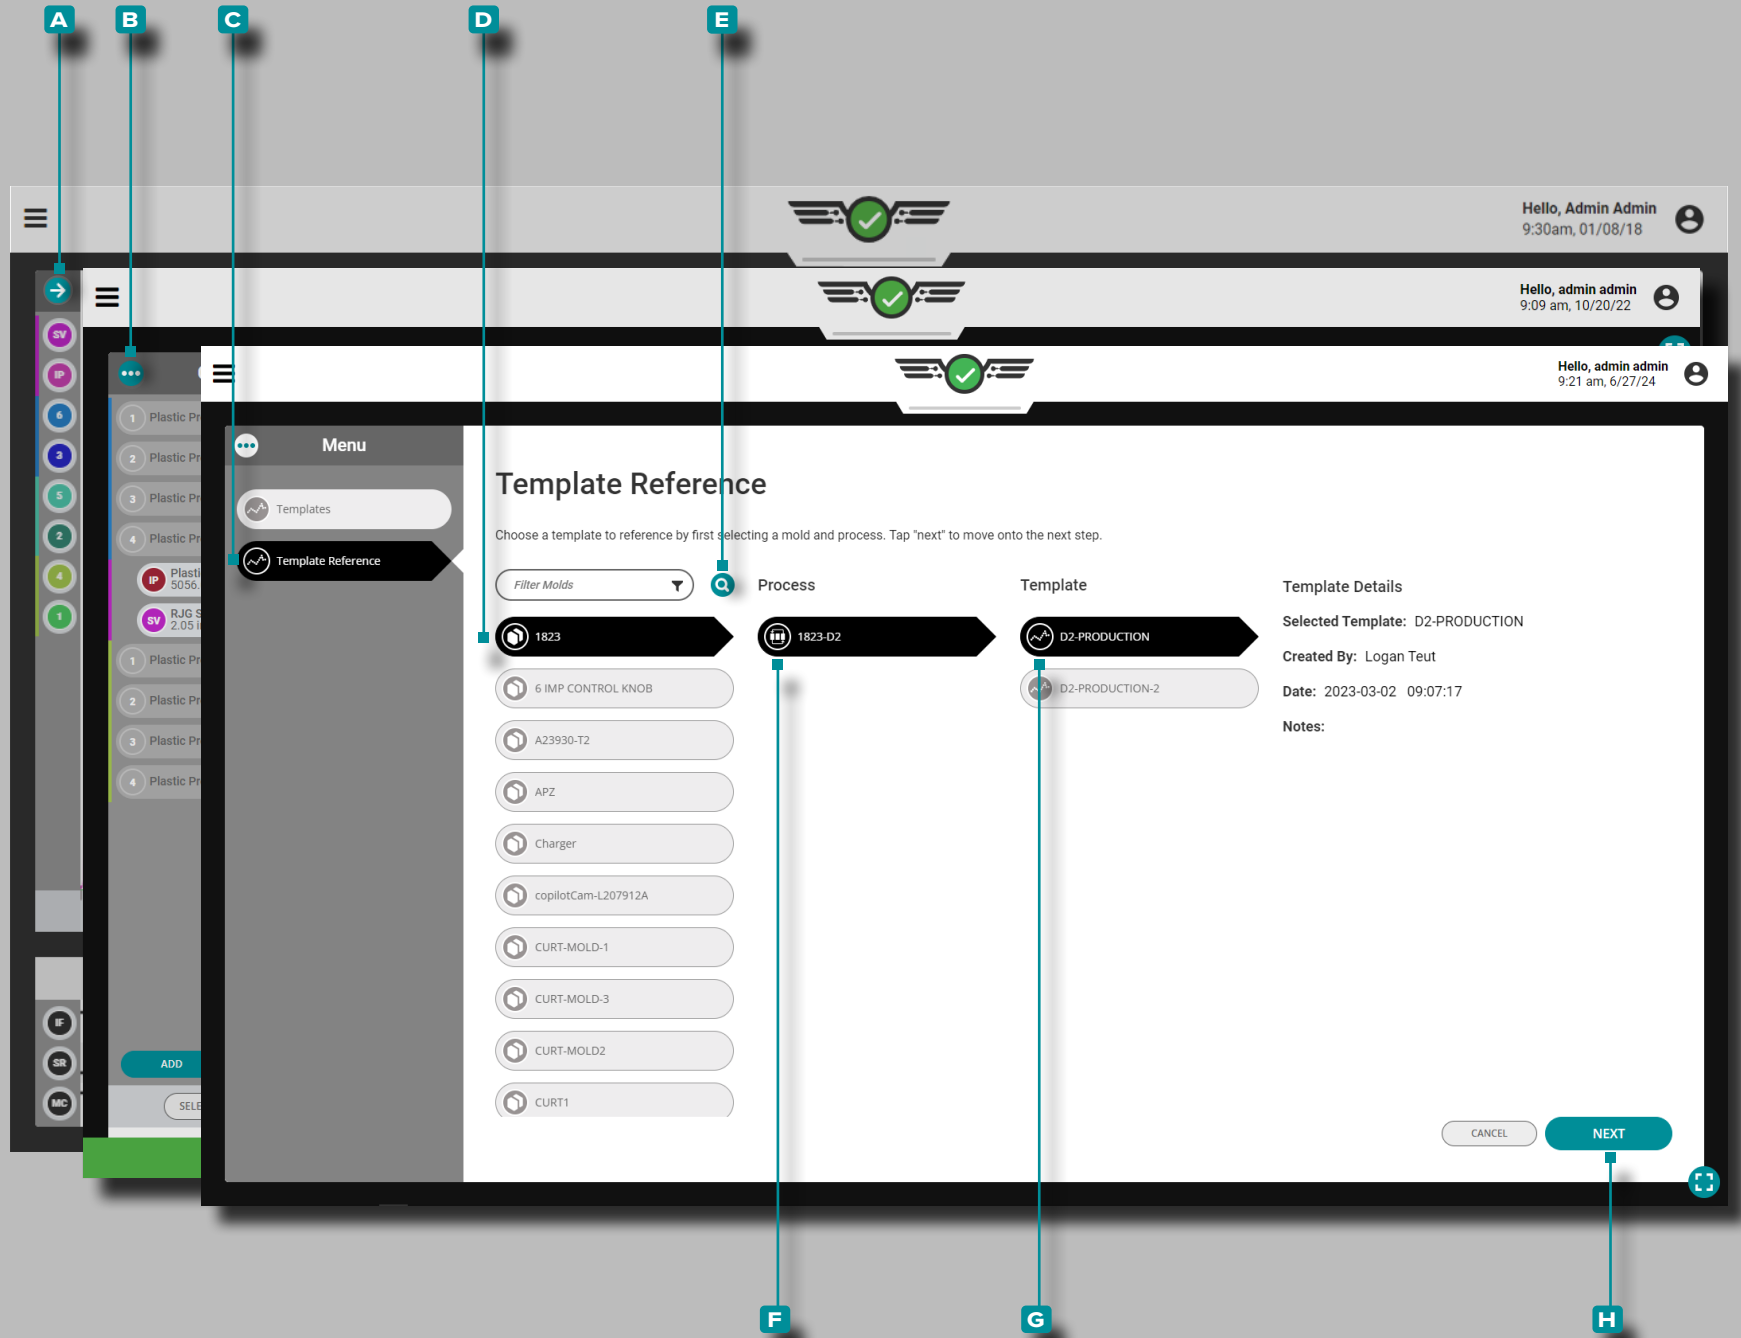 A
B
C
D
E
Hello, Admin Admin
9:30am, 01/08/18
Hello, admin admin
9:09 am, 10/20/22
Hello, admin admin
9:21 am, 6/27/24
SV
IP
6
3
S
2
4
1
1 Plastic Pr
2 Plastic Pr
3 Plastic Pr
4 Plastic Pr
IP Plasti
5056.
SV RJG S
2.05 i
1 Plastic Pr
2 Plastic Pr
3 Plastic Pr
4 Plastic Pr
ADD
SELE
IF
SR
MC
Menu
Templates
Template Reference
Template Reference
Choose a template to reference by first selecting a mold and process. Tap "next" to move onto the next step.
Filter Molds
Process
Template
Template Details
1823
1823-D2
D2-PRODUCTION
Selected Template: D2-PRODUCTION
Created By: Logan Teut
6 IMP CONTROL KNOB
D2-PRODUCTION-2
Date: 2023-03-02 09:07:17
Notes:
A23930-T2
APZ
Charger
copilotCam-L207912A
CURT-MOLD-1
CURT-MOLD-3
CURT-MOLD2
CURT1
CANCEL
NEXT
F
G
H